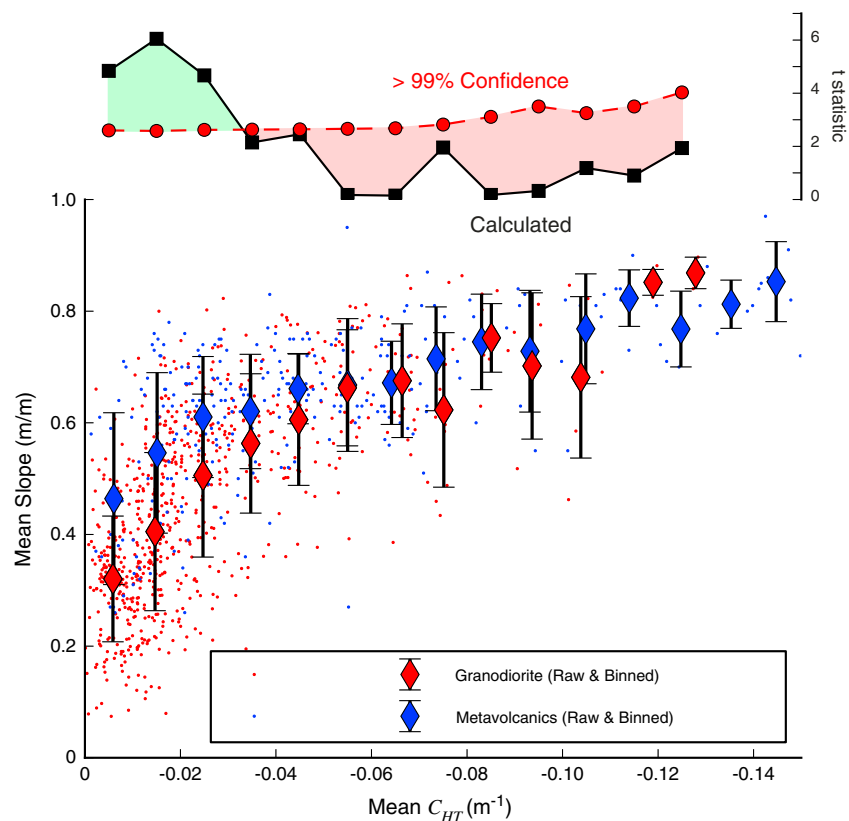 6
4
2
0
t statistic
> 99% Confidence
Calculated
1.0
0.8
0.6
0.4
0.2
0
Mean Slope (m/m)
Granodiorite (Raw & Binned)
Metavolcanics (Raw & Binned)
0 -0.02 -0.04 -0.06 -0.08 -0.10 -0.12 -0.14
Mean C_HT (m⁻¹)